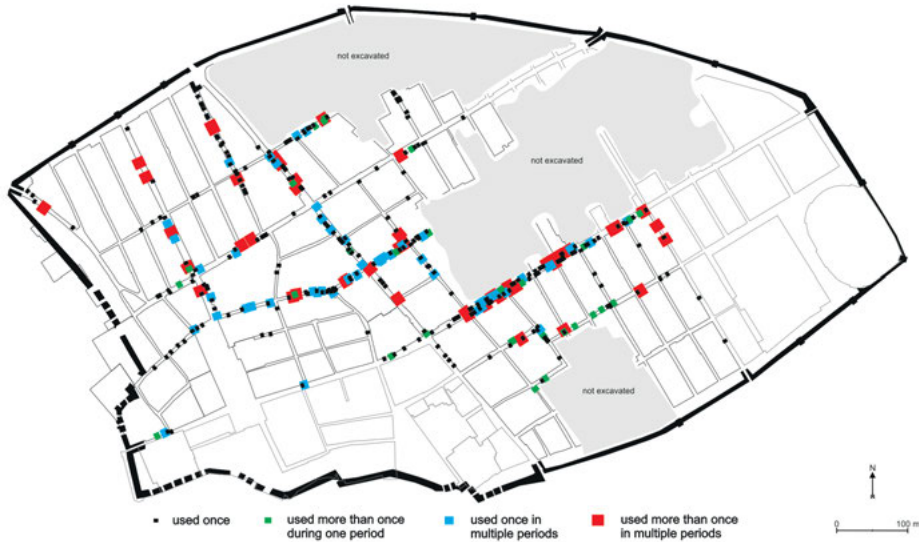 not excavated
not excavated
not excavated
N
used once
used more than once
during one period
used once in
multiple periods
used more than once
in multiple periods
0 100 m